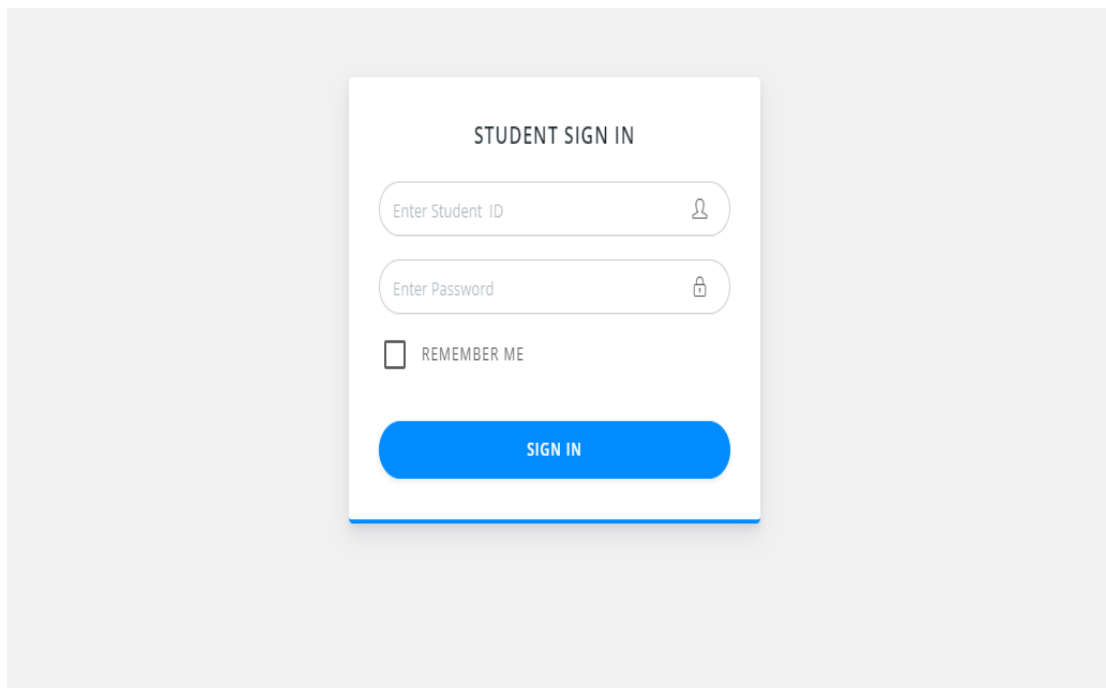 STUDENT SIGN IN
Enter Student ID
Enter Password
REMEMBER ME
SIGN IN